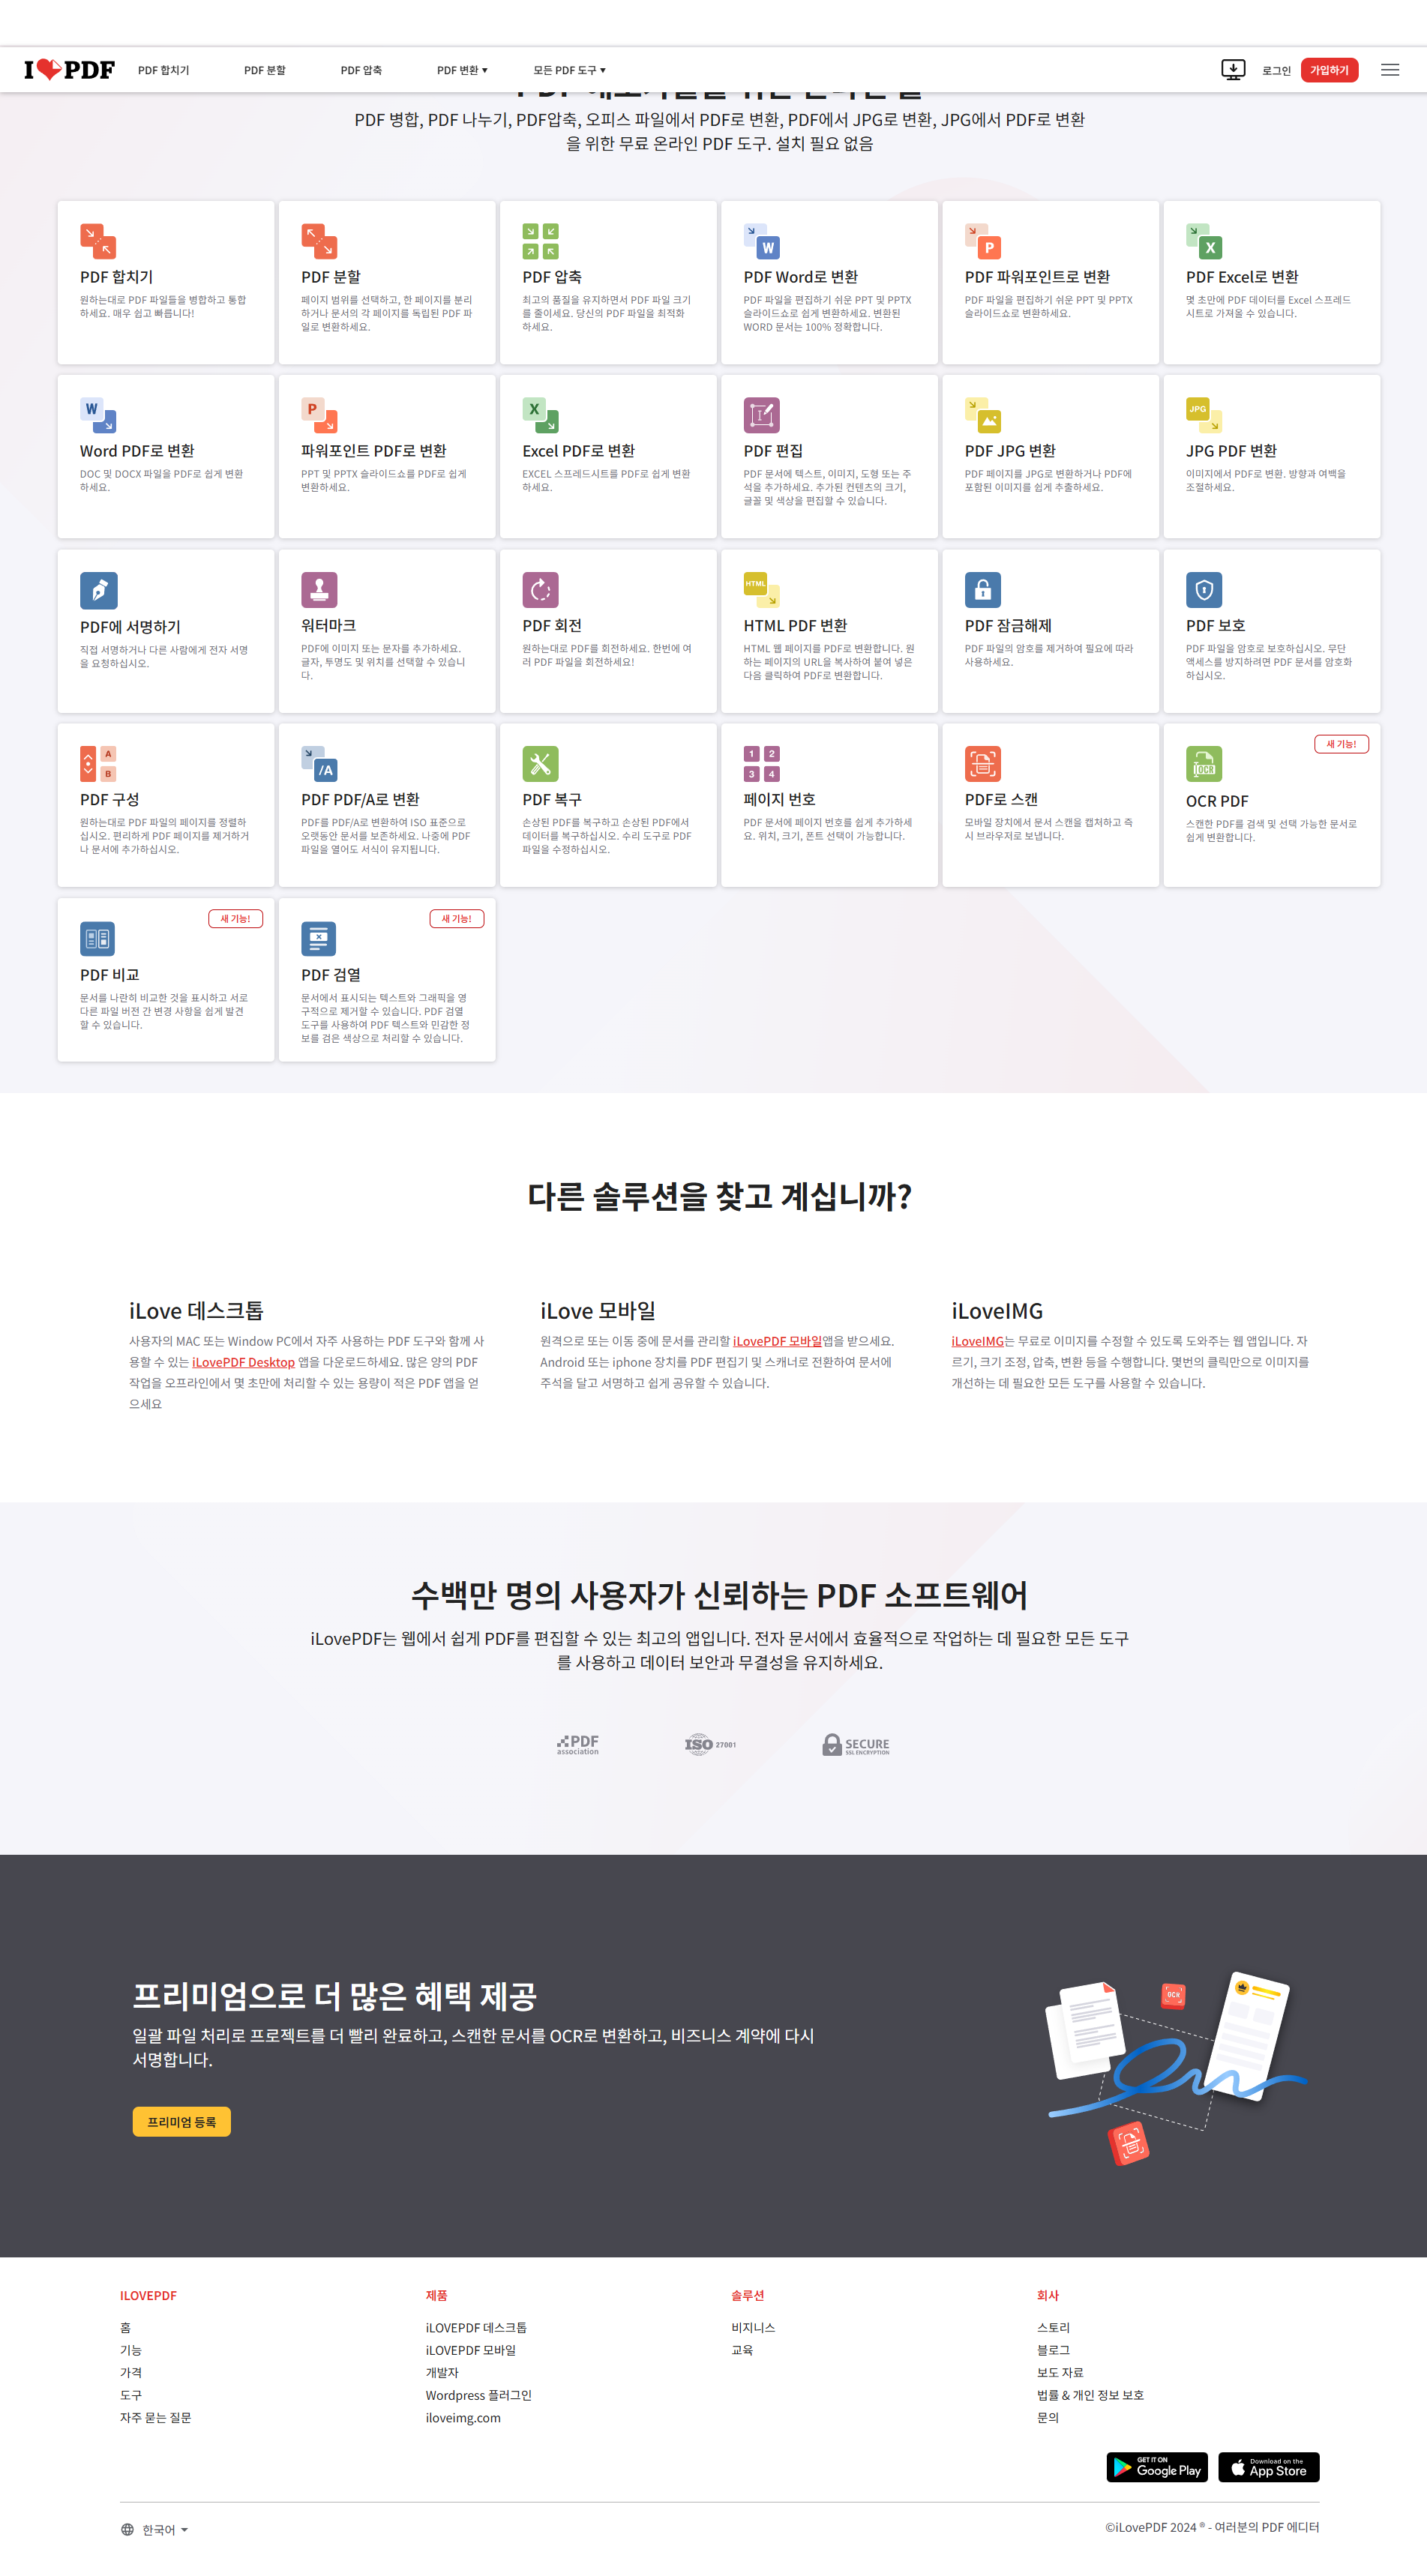 I PDF
PDF 합치기
PDF 분할
PDF 압축
PDF 변환
모든 PDF 도구
로그인
가입하기
PDF 병합, PDF 나누기, PDF압축, 오피스 파일에서 PDF로 변환, PDF에서 JPG로 변환, JPG에서 PDF로 변환
을 위한 무료 온라인 PDF 도구. 설치 필요 없음
PDF 합치기
원하는대로 PDF 파일들을 병합하고 통합
하세요. 매우 쉽고 빠릅니다!
PDF 분할
페이지 범위를 선택하고, 한 페이지를 분리
하거나 문서의 각 페이지를 독립된 PDF 파
일로 변환하세요.
PDF 압축
최고의 품질을 유지하면서 PDF 파일 크기
를 줄이세요. 당신의 PDF 파일을 최적화
하세요.
W
PDF Word로 변환
PDF 파일을 편집하기 쉬운 PPT 및 PPTX
슬라이드쇼로 쉽게 변환하세요. 변환된
WORD 문서는 100% 정확합니다.
P
PDF 파워포인트로 변환
PDF 파일을 편집하기 쉬운 PPT 및 PPTX
슬라이드쇼로 변환하세요.
X
PDF Excel로 변환
몇 초만에 PDF 데이터를 Excel 스프레드
시트로 가져올 수 있습니다.
W
Word PDF로 변환
DOC 및 DOCX 파일을 PDF로 쉽게 변환
하세요.
P
파워포인트 PDF로 변환
PPT 및 PPTX 슬라이드쇼를 PDF로 쉽게
변환하세요.
X
Excel PDF로 변환
EXCEL 스프레드시트를 PDF로 쉽게 변환
하세요.
PDF 편집
PDF 문서에 텍스트, 이미지, 도형 또는 주
석을 추가하세요. 추가된 컨텐츠의 크기,
글꼴 및 색상을 편집할 수 있습니다.
PDF JPG 변환
PDF 페이지를 JPG로 변환하거나 PDF에
포함된 이미지를 쉽게 추출하세요.
JPG
JPG PDF 변환
이미지에서 PDF로 변환. 방향과 여백을
조절하세요.
PDF에 서명하기
직접 서명하거나 다른 사람에게 전자 서명
을 요청하십시오.
워터마크
PDF에 이미지 또는 문자를 추가하세요.
글자, 투명도 및 위치를 선택할 수 있습니
다.
PDF 회전
원하는대로 PDF를 회전하세요. 한번에 여
러 PDF 파일을 회전하세요!
HTML
HTML PDF 변환
HTML 웹 페이지를 PDF로 변환합니다. 원
하는 페이지의 URL을 복사하여 붙여 넣은
다음 클릭하여 PDF로 변환합니다.
PDF 잠금해제
PDF 파일의 암호를 제거하여 필요에 따라
사용하세요.
PDF 보호
PDF 파일을 암호로 보호하십시오. 무단
액세스를 방지하려면 PDF 문서를 암호화
하십시오.
A
B
PDF 구성
원하는대로 PDF 파일의 페이지를 정렬하
십시오. 편리하게 PDF 페이지를 제거하거
나 문서에 추가하십시오.
/A
PDF PDF/A로 변환
PDF를 PDF/A로 변환하여 ISO 표준으로
오랫동안 문서를 보존하세요. 나중에 PDF
파일을 열어도 서식이 유지됩니다.
PDF 복구
손상된 PDF를 복구하고 손상된 PDF에서
데이터를 복구하십시오. 수리 도구로 PDF
파일을 수정하십시오.
1 2
3 4
페이지 번호
PDF 문서에 페이지 번호를 쉽게 추가하세
요. 위치, 크기, 폰트 선택이 가능합니다.
PDF로 스캔
모바일 장치에서 문서 스캔을 캡처하고 즉
시 브라우저로 보냅니다.
새 기능!
OCR
OCR PDF
스캔한 PDF를 검색 및 선택 가능한 문서로
쉽게 변환합니다.
새 기능!
PDF 비교
문서를 나란히 비교한 것을 표시하고 서로
다른 파일 버전 간 변경 사항을 쉽게 발견
할 수 있습니다.
새 기능!
PDF 검열
문서에서 표시되는 텍스트와 그래픽을 영
구적으로 제거할 수 있습니다. PDF 검열
도구를 사용하여 PDF 텍스트와 민감한 정
보를 검은 색상으로 처리할 수 있습니다.
다른 솔루션을 찾고 계십니까?
iLove 데스크톱
사용자의 MAC 또는 Window PC에서 자주 사용하는 PDF 도구와 함께 사
용할 수 있는 iLovePDF Desktop 앱을 다운로드하세요. 많은 양의 PDF
작업을 오프라인에서 몇 초만에 처리할 수 있는 용량이 적은 PDF 앱을 얻
으세요
iLove 모바일
원격으로 또는 이동 중에 문서를 관리할 iLovePDF 모바일앱을 받으세요.
Android 또는 iphone 장치를 PDF 편집기 및 스캐너로 전환하여 문서에
주석을 달고 서명하고 쉽게 공유할 수 있습니다.
iLoveIMG
iLoveIMG는 무료로 이미지를 수정할 수 있도록 도와주는 웹 앱입니다. 자
르기, 크기 조정, 압축, 변환 등을 수행합니다. 몇번의 클릭만으로 이미지를
개선하는 데 필요한 모든 도구를 사용할 수 있습니다.
수백만 명의 사용자가 신뢰하는 PDF 소프트웨어
iLovePDF는 웹에서 쉽게 PDF를 편집할 수 있는 최고의 앱입니다. 전자 문서에서 효율적으로 작업하는 데 필요한 모든 도구
를 사용하고 데이터 보안과 무결성을 유지하세요.
PDF
association
ISO 27001
SECURE
SSL ENCRYPTION
프리미엄으로 더 많은 혜택 제공
일괄 파일 처리로 프로젝트를 더 빨리 완료하고, 스캔한 문서를 OCR로 변환하고, 비즈니스 계약에 다시
서명합니다.
프리미엄 등록
OCR
ILOVEPDF
홈
기능
가격
도구
자주 묻는 질문
제품
iLOVEPDF 데스크톱
iLOVEPDF 모바일
개발자
Wordpress 플러그인
iloveimg.com
솔루션
비지니스
교육
회사
스토리
블로그
보도 자료
법률 & 개인 정보 보호
문의
GET IT ON
Google Play
Download on the
App Store
한국어
©iLovePDF 2024 ® - 여러분의 PDF 에디터